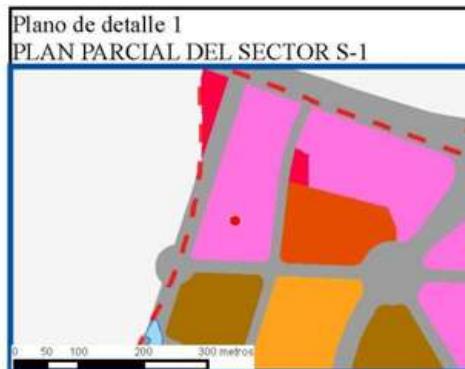 Plano de detalle 1
PLAN PARCIAL DEL SECTOR S-1
0 50 100 200 300 metros